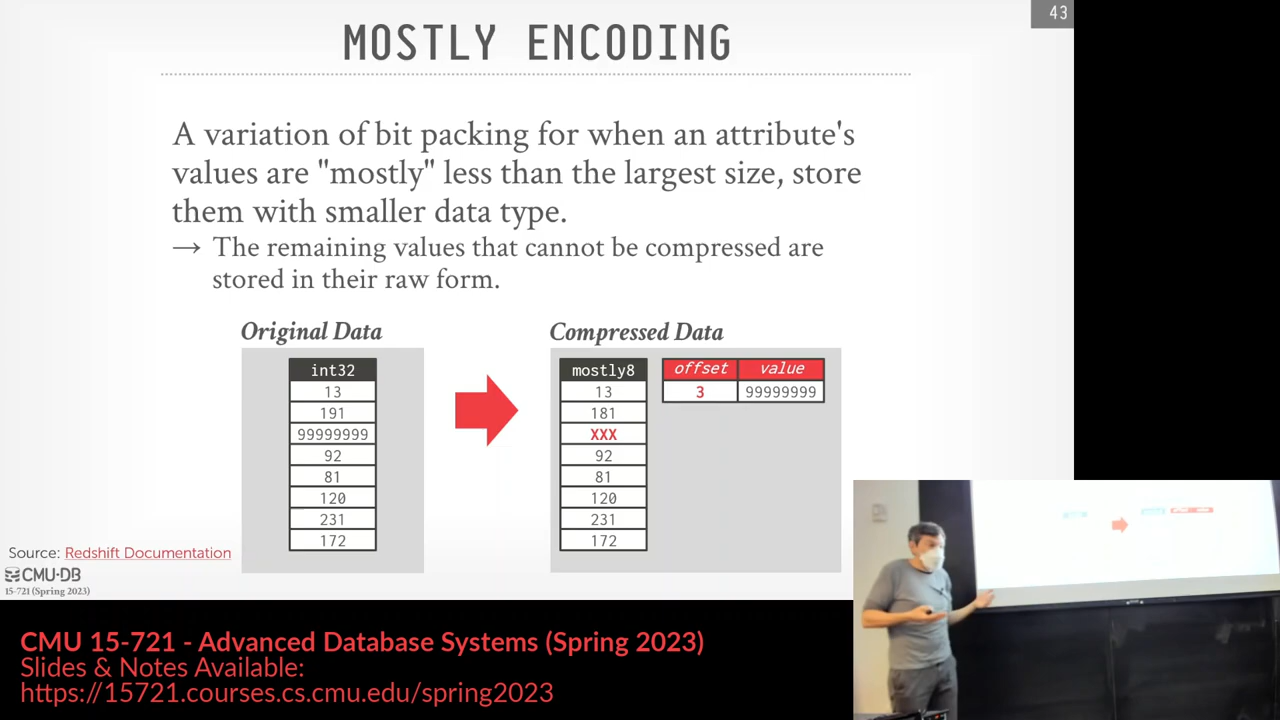 43
MOSTLY ENCODING
A variation of bit packing for when an attribute's
values are "mostly" less than the largest size, store
them with smaller data type.
→ The remaining values that cannot be compressed are
stored in their raw form.
Original Data
int32
13
191
99999999
92
81
120
231
172
Compressed Data
mostly8
13
181
XXX
92
81
120
231
172
offset value
3 99999999
Source: Redshift Documentation
CMU·DB
15-721 (Spring 2023)
CMU 15-721 - Advanced Database Systems (Spring 2023)
Slides & Notes Available:
https://15721.courses.cs.cmu.edu/spring2023